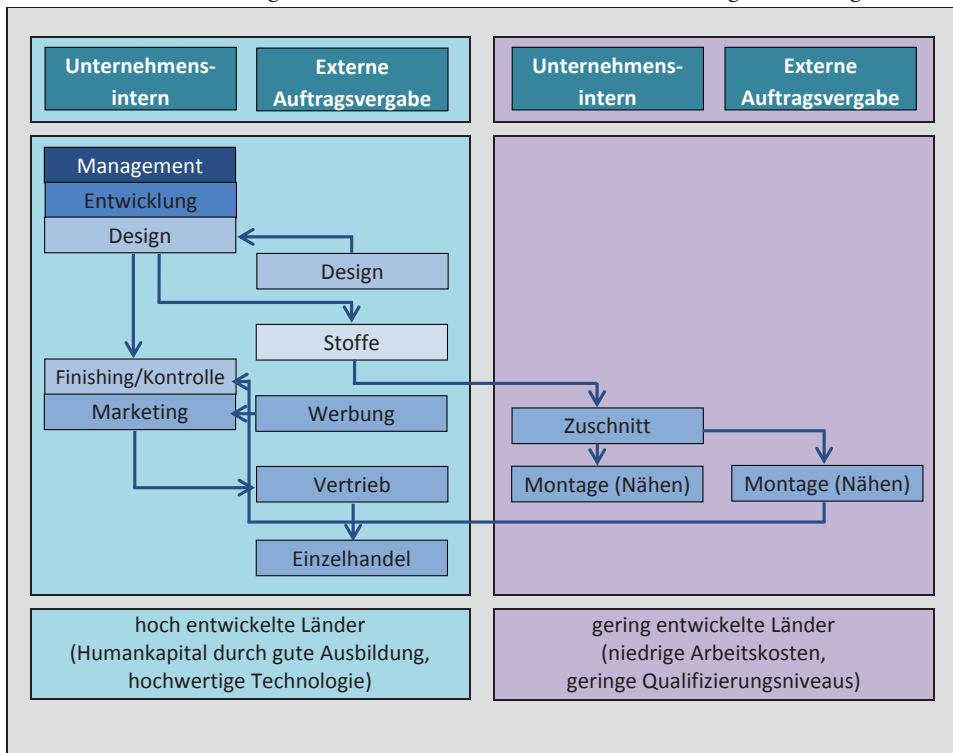 Unternehmens-
intern
Externe
Auftragsvergabe
Unternehmens-
intern
Externe
Auftragsvergabe
Management
Entwicklung
Design
Design
Stoffe
Finishing/Kontrolle
Marketing
Werbung
Zuschnitt
Vertrieb
Montage (Nähen)
Montage (Nähen)
Einzelhandel
hoch entwickelte Länder
(Humankapital durch gute Ausbildung,
hochwertige Technologie)
gering entwickelte Länder
(niedrige Arbeitskosten,
geringe Qualifizierungsniveaus)